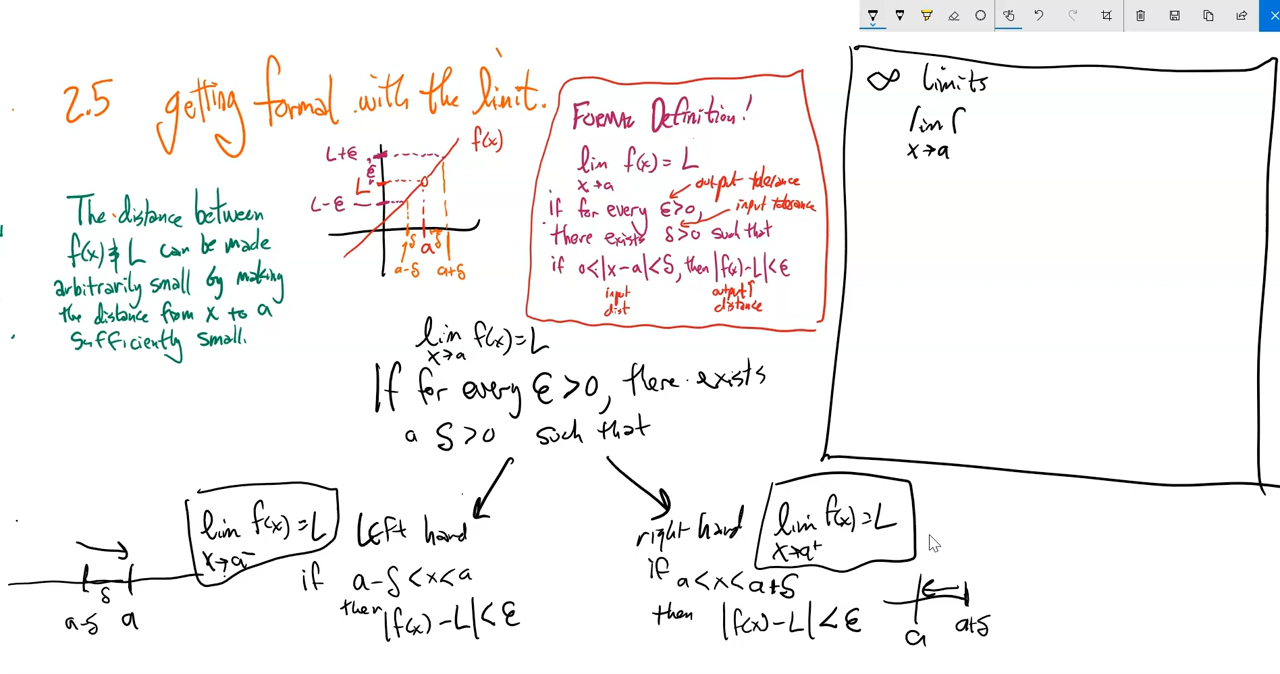 2.5 getting formal with the limit.
The distance between
f(x) & L can be made
arbitrarily small by making
the distance from x to a
sufficiently small.
f(x)
L+ε
ε
L
L-ε
δ δ
a
a-δ a+δ
FORMAL Definition!
lim f(x) = L
x→a
output tolerance
if for every ε>0,
input tolerance
there exists δ>0 such that
if 0<|x-a|<δ, then |f(x)-L|<ε
input
dist
output
distance
∞ Limits
lim f
x→a
lim f(x)=L
x→a
If for every ε>0, there exists
a δ>0 such that
lim f(x)=L
x→a⁻
LEFT hand
if a-δ<x<a
then
|f(x)-L|<ε
δ
a-δ a
right hand
lim f(x)=L
x→a⁺
if a<x<a+δ
then |f(x)-L|<ε
a a+δ